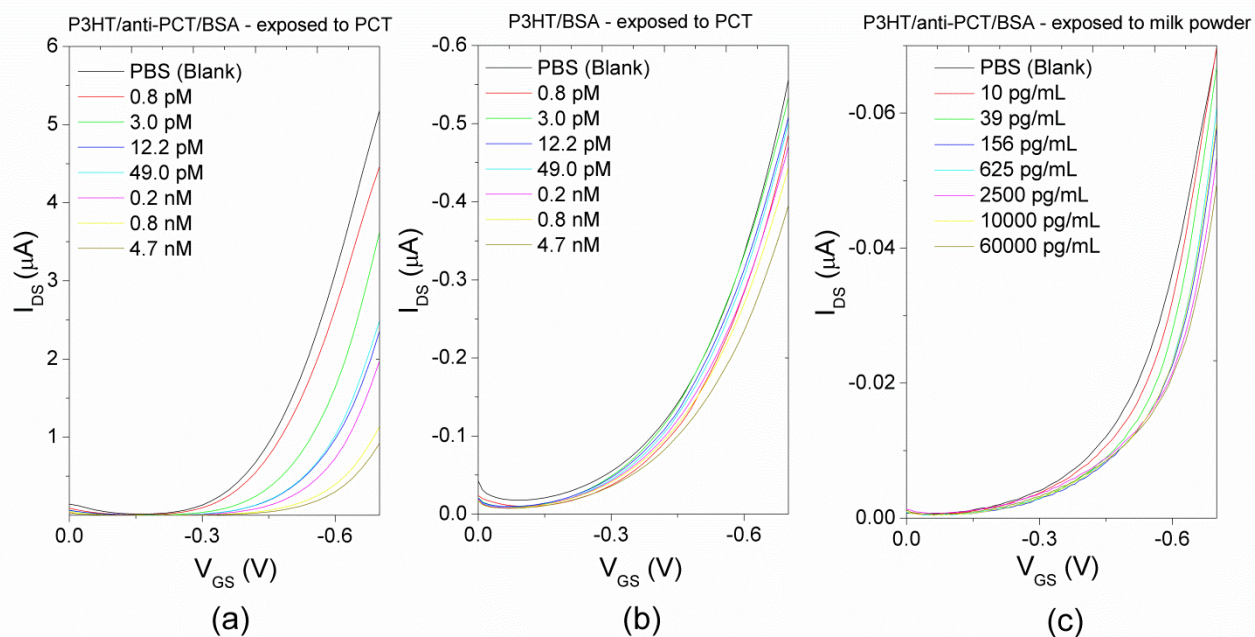 P3HT/anti-PCT/BSA - exposed to PCT
6
5
4
3
2
1
I_DS (µA)
PBS (Blank)
0.8 pM
3.0 pM
12.2 pM
49.0 pM
0.2 nM
0.8 nM
4.7 nM
0.0
-0.3
-0.6
V_GS (V)
(a)
P3HT/BSA - exposed to PCT
-0.6
-0.5
-0.4
-0.3
-0.2
-0.1
0.0
I_DS (µA)
PBS (Blank)
0.8 pM
3.0 pM
12.2 pM
49.0 pM
0.2 nM
0.8 nM
4.7 nM
0.0
-0.3
-0.6
V_GS (V)
(b)
P3HT/anti-PCT/BSA - exposed to milk powder
-0.06
-0.04
-0.02
0.00
I_DS (µA)
PBS (Blank)
10 pg/mL
39 pg/mL
156 pg/mL
625 pg/mL
2500 pg/mL
10000 pg/mL
60000 pg/mL
0.0
-0.3
-0.6
V_GS (V)
(c)